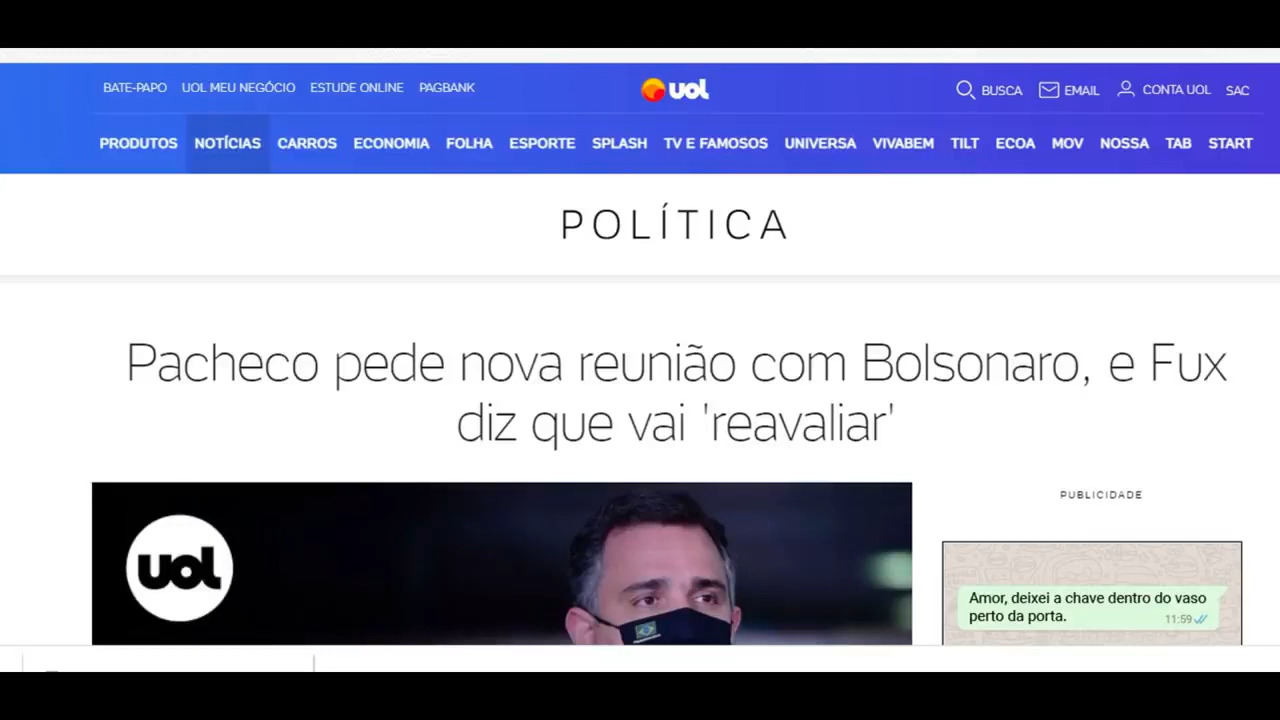 BATE-PAPO UOL MEU NEGÓCIO ESTUDE ONLINE PAGBANK uol BUSCA EMAIL CONTA UOL SAC
PRODUTOS NOTÍCIAS CARROS ECONOMIA FOLHA ESPORTE SPLASH TV E FAMOSOS UNIVERSA VIVABEM TILT ECOA MOV NOSSA TAB START
POLÍTICA
Pacheco pede nova reunião com Bolsonaro, e Fux
diz que vai 'reavaliar'
PUBLICIDADE
uol
Amor, deixei a chave dentro do vaso
perto da porta.
11:59